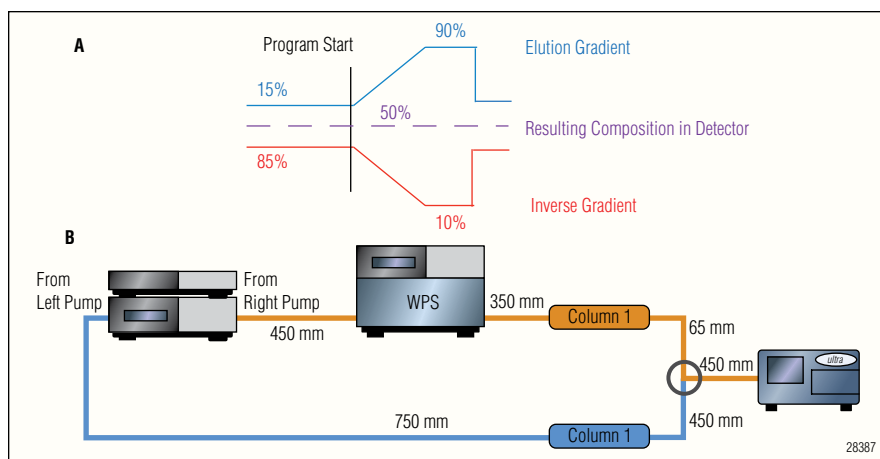 A
Program Start
90%
Elution Gradient
15%
50%
Resulting Composition in Detector
85%
Inverse Gradient
10%
B
From
Left Pump
From
Right Pump
WPS
450 mm
350 mm
Column 1
65 mm
450 mm
ultra
750 mm
Column 1
450 mm
28387